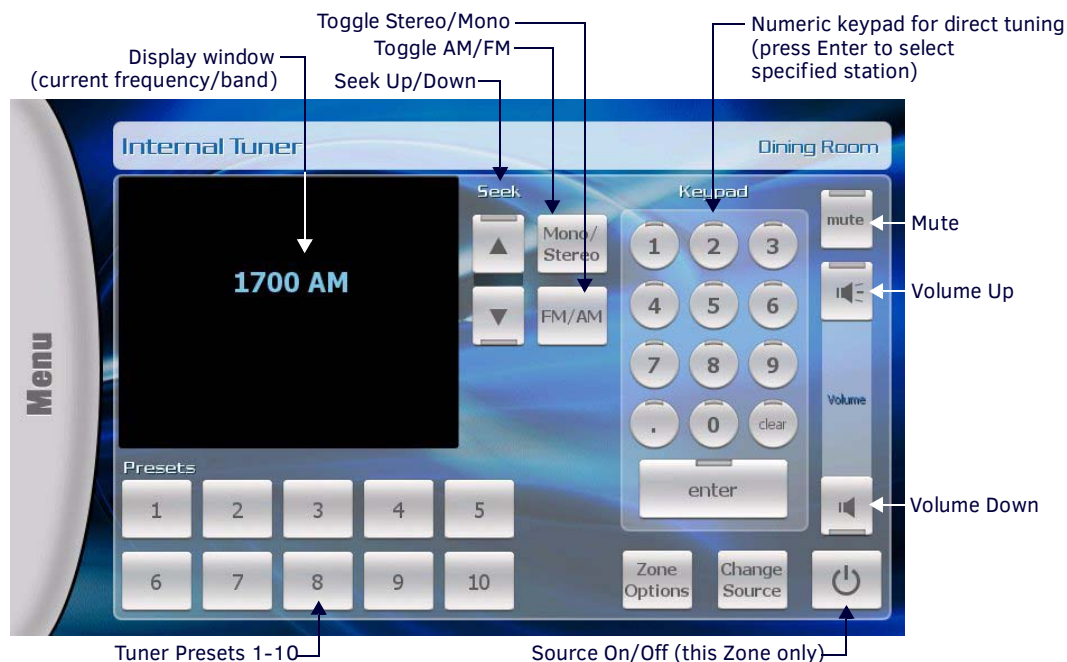 Toggle Stereo/Mono
Toggle AM/FM
Seek Up/Down
Display window
(current frequency/band)
Numeric keypad for direct tuning
(press Enter to select
specified station)
Internal Tuner
Dining Room
Seek
Keypad
1700 AM
Mono/
Stereo
FM/AM
1 2 3
4 5 6
7 8 9
. 0 clear
enter
mute
Mute
Volume Up
Volume
Volume Down
Menu
Presets
1 2 3 4 5
6 7 8 9 10
Zone
Options
Change
Source
Tuner Presets 1-10
Source On/Off (this Zone only)